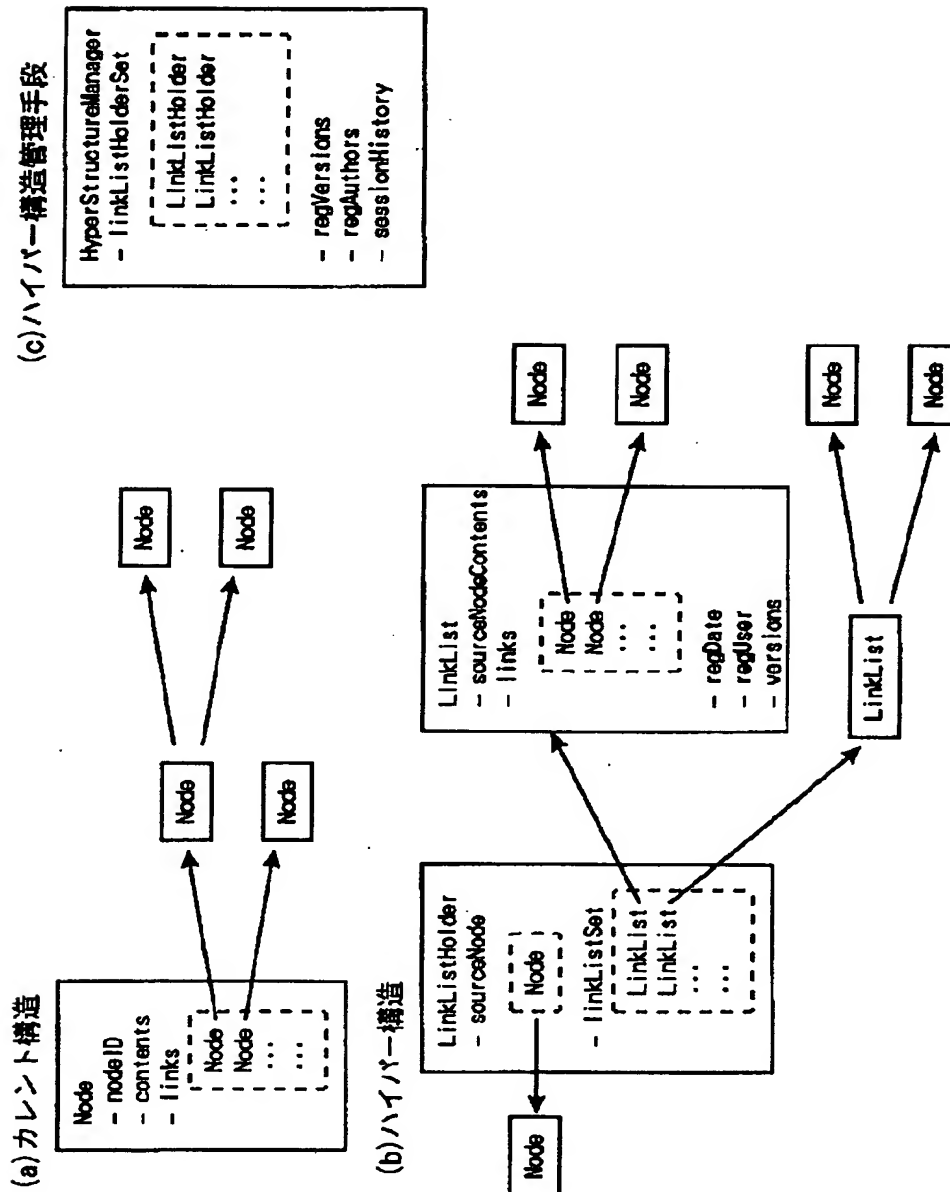 (a)カレント構造
Node
- nodeID
- contents
- links
Node
Node
...
...
Node
Node
Node
Node
(b)ハイパー構造
Node
LinkListHolder
- sourceNode
Node
- linkListSet
LinkList
LinkList
...
...
LinkList
- sourceNodeContents
- links
Node
Node
...
...
- regDate
- regUser
- versions
LinkList
Node
Node
Node
Node
(c)ハイパー構造管理手段
HyperStructureManager
- linkListHolderSet
LinkListHolder
LinkListHolder
...
...
- regVersions
- regAuthors
- sessionHistory